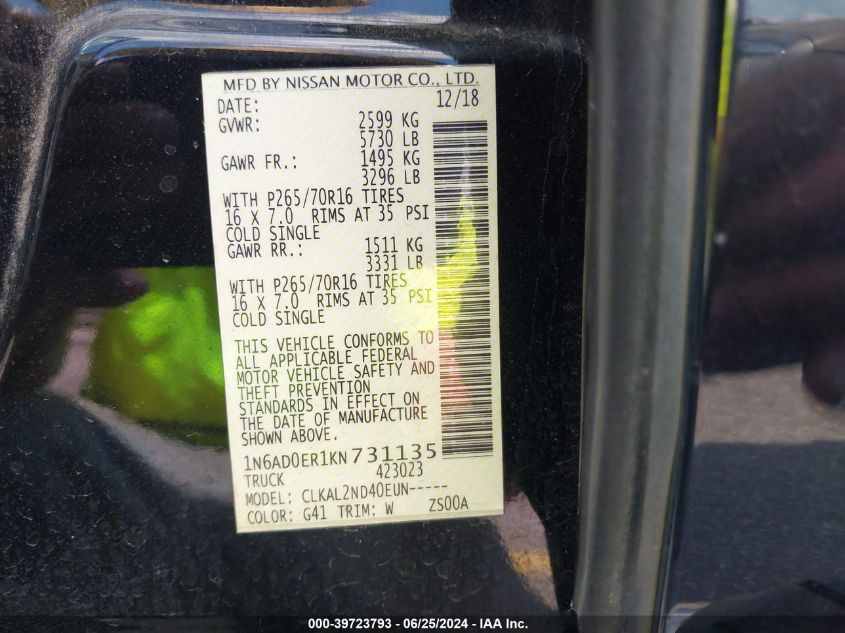 MFD BY NISSAN MOTOR CO., LTD.
DATE: 12/18
GVWR: 2599 KG
5730 LB
GAWR FR.: 1495 KG
3296 LB
WITH P265/70R16 TIRES
16 X 7.0 RIMS AT 35 PSI
COLD SINGLE
GAWR RR.: 1511 KG
3331 LB
WITH P265/70R16 TIRES
16 X 7.0 RIMS AT 35 PSI
COLD SINGLE
THIS VEHICLE CONFORMS TO
ALL APPLICABLE FEDERAL
MOTOR VEHICLE SAFETY AND
THEFT PREVENTION
STANDARDS IN EFFECT ON
THE DATE OF MANUFACTURE
SHOWN ABOVE.
1N6AD0ER1KN731135
TRUCK 423023
MODEL: CLKAL2ND40EUN-----
COLOR: G41 TRIM: W ZS00A
000-39723793 - 06/25/2024 - IAA Inc.